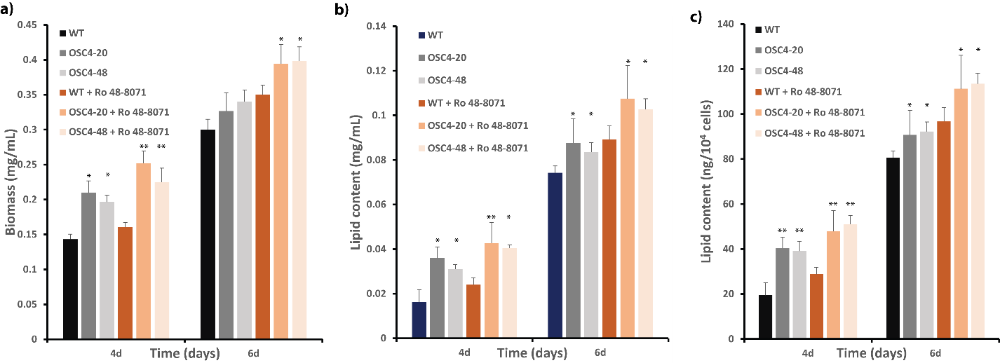 a)
Biomass (mg/mL)
0.45
0.4
0.35
0.3
0.25
0.2
0.15
0.1
0.05
0
WT
OSC4-20
OSC4-48
WT + Ro 48-8071
OSC4-20 + Ro 48-8071
OSC4-48 + Ro 48-8071
* * ** ** * *
4d Time (days) 6d
b)
Lipid content (mg/mL)
0.14
0.12
0.1
0.08
0.06
0.04
0.02
0
WT
OSC4-20
OSC4-48
WT + Ro 48-8071
OSC4-20 + Ro 48-8071
OSC4-48 + Ro 48-8071
* * ** * * * * *
4d Time (days) 6d
c)
Lipid content (ng/10⁴ cells)
140
120
100
80
60
40
20
0
WT
OSC4-20
OSC4-48
WT + Ro 48-8071
OSC4-20 + Ro 48-8071
OSC4-48 + Ro 48-8071
** ** ** ** * * * *
4d Time (days) 6d